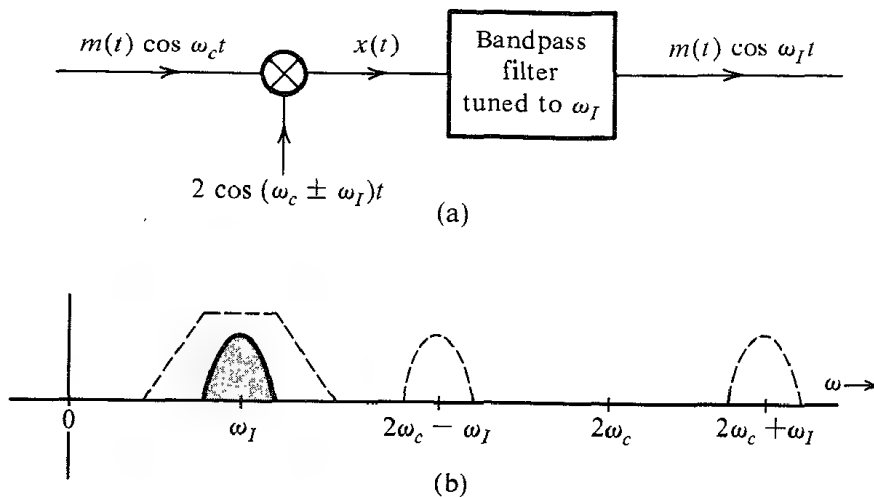 m(t) cos ω_c t
x(t)
Bandpass
filter
tuned to ω_I
m(t) cos ω_I t
2 cos (ω_c ± ω_I)t
(a)
0
ω_I
2ω_c − ω_I
2ω_c
2ω_c + ω_I
ω
(b)